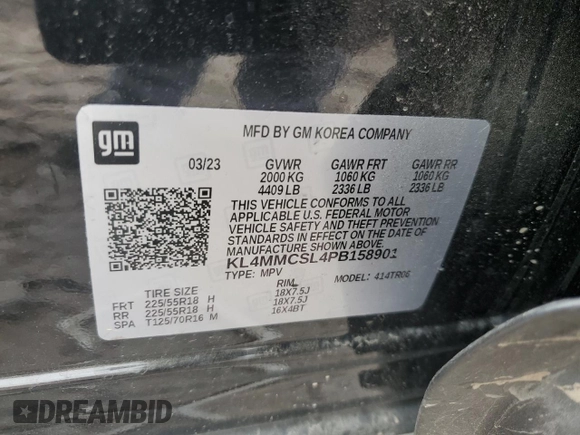 gm
MFD BY GM KOREA COMPANY
03/23 GVWR GAWR FRT GAWR RR
2000 KG 1060 KG 1060 KG
4409 LB 2336 LB 2336 LB
THIS VEHICLE CONFORMS TO ALL
APPLICABLE U.S. FEDERAL MOTOR
VEHICLE SAFETY AND THEFT PREVENTION
STANDARDS IN EFFECT ON THE DATE OF
MANUFACTURE SHOWN ABOVE.
KL4MMCSL4PB158901
TYPE: MPV MODEL: 414TR06
TIRE SIZE RIM
FRT 225/55R18 H 18X7.5J
RR 225/55R18 H 18X7.5J
SPA T125/70R16 M 16X4BT
DREAMBID